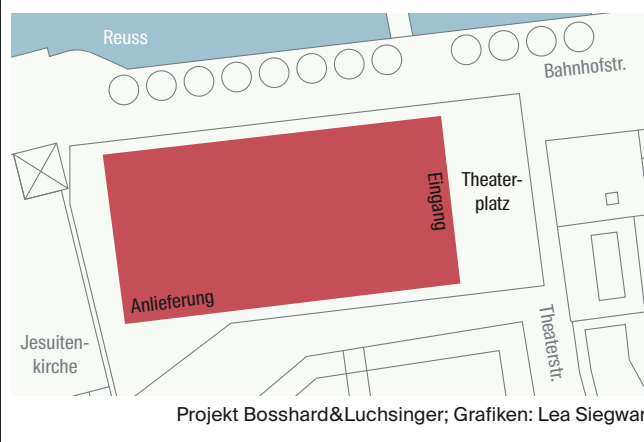 Reuss
Bahnhofstr.
Eingang
Theater-
platz
Anlieferung
Theaterstr.
Jesuiten-
kirche
Projekt Bosshard&Luchsinger; Grafiken: Lea Siegwar